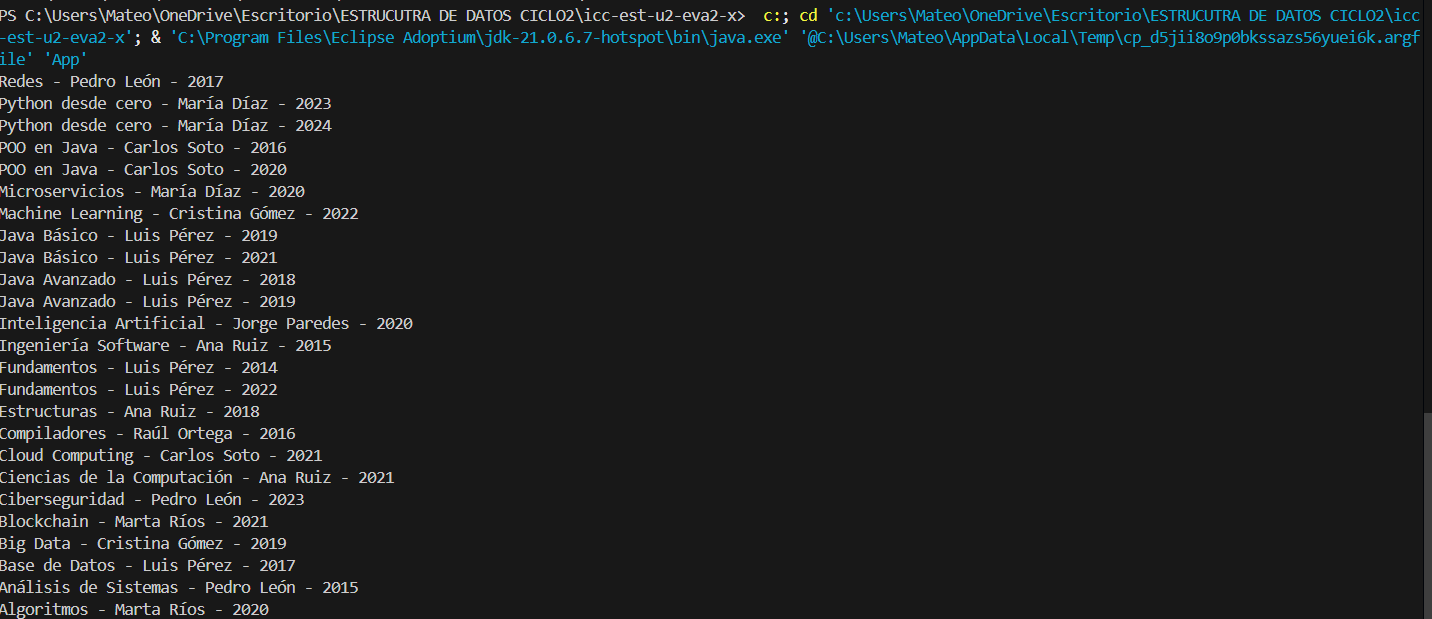 PS C:\Users\Mateo\OneDrive\Escritorio\ESTRUCUTRA DE DATOS CICLO2\icc-est-u2-eva2-x>  c:; cd 'c:\Users\Mateo\OneDrive\Escritorio\ESTRUCUTRA DE DATOS CICLO2\icc
-est-u2-eva2-x'; & 'C:\Program Files\Eclipse Adoptium\jdk-21.0.6.7-hotspot\bin\java.exe' '@C:\Users\Mateo\AppData\Local\Temp\cp_d5jii8o9p0bkssazs56yuei6k.argf
ile' 'App'
Redes - Pedro León - 2017
Python desde cero - María Díaz - 2023
Python desde cero - María Díaz - 2024
POO en Java - Carlos Soto - 2016
POO en Java - Carlos Soto - 2020
Microservicios - María Díaz - 2020
Machine Learning - Cristina Gómez - 2022
Java Básico - Luis Pérez - 2019
Java Básico - Luis Pérez - 2021
Java Avanzado - Luis Pérez - 2018
Java Avanzado - Luis Pérez - 2019
Inteligencia Artificial - Jorge Paredes - 2020
Ingeniería Software - Ana Ruiz - 2015
Fundamentos - Luis Pérez - 2014
Fundamentos - Luis Pérez - 2022
Estructuras - Ana Ruiz - 2018
Compiladores - Raúl Ortega - 2016
Cloud Computing - Carlos Soto - 2021
Ciencias de la Computación - Ana Ruiz - 2021
Ciberseguridad - Pedro León - 2023
Blockchain - Marta Ríos - 2021
Big Data - Cristina Gómez - 2019
Base de Datos - Luis Pérez - 2017
Análisis de Sistemas - Pedro León - 2015
Algoritmos - Marta Ríos - 2020